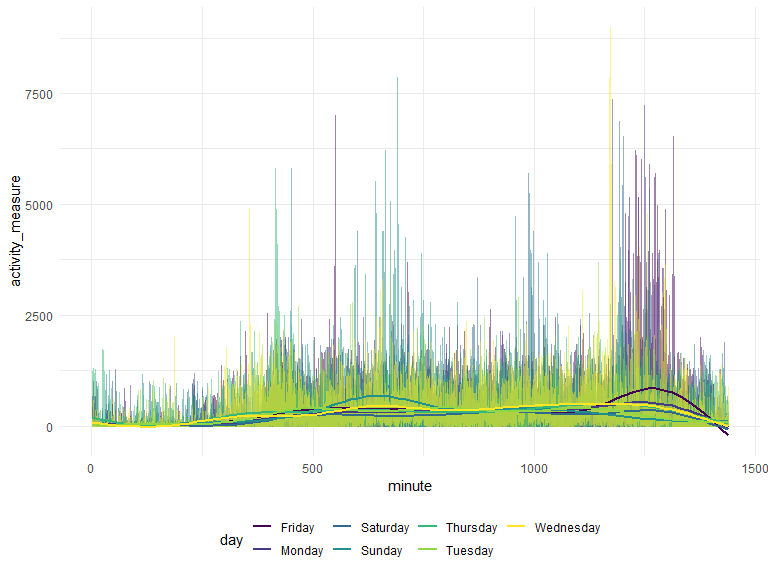 7500
5000
2500
0
activity_measure
0 500 1000 1500
minute
day
Friday Saturday Thursday Wednesday
Monday Sunday Tuesday